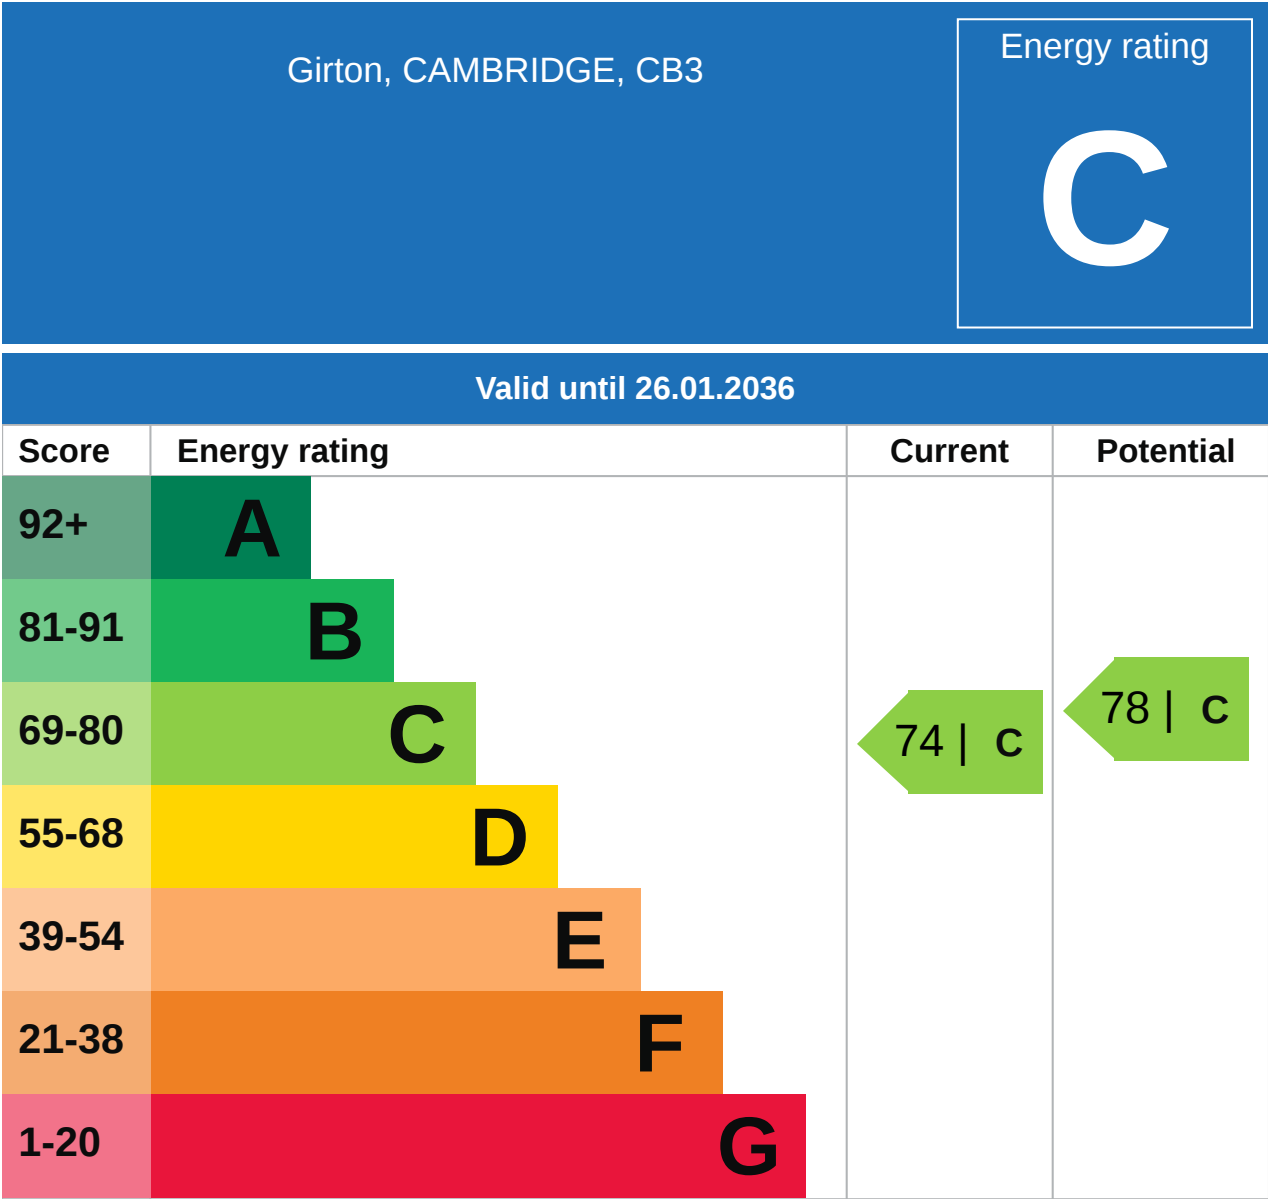 Girton, CAMBRIDGE, CB3
Energy rating
C
Valid until 26.01.2036
Score Energy rating Current Potential
92+ A
81-91 B
69-80 C
74 | C
78 | C
55-68 D
39-54 E
21-38 F
1-20 G